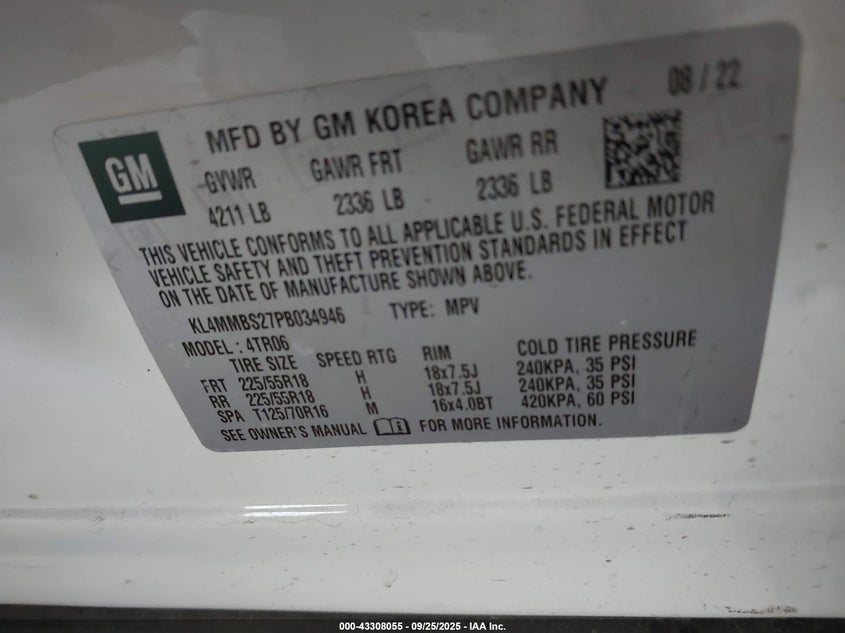 GM
MFD BY GM KOREA COMPANY 08 / 22
GVWR GAWR FRT GAWR RR
4211 LB 2336 LB 2336 LB
THIS VEHICLE CONFORMS TO ALL APPLICABLE U.S. FEDERAL MOTOR
VEHICLE SAFETY AND THEFT PREVENTION STANDARDS IN EFFECT
ON THE DATE OF MANUFACTURE SHOWN ABOVE.
KL4MMBS27PB034946 TYPE: MPV
MODEL : 4TR06
TIRE SIZE SPEED RTG RIM COLD TIRE PRESSURE
FRT 225/55R18 H 18x7.5J 240KPA, 35 PSI
RR 225/55R18 H 18x7.5J 240KPA, 35 PSI
SPA T125/70R16 M 16x4.0BT 420KPA, 60 PSI
SEE OWNER'S MANUAL FOR MORE INFORMATION.
000-43308055 - 09/25/2025 - IAA Inc.